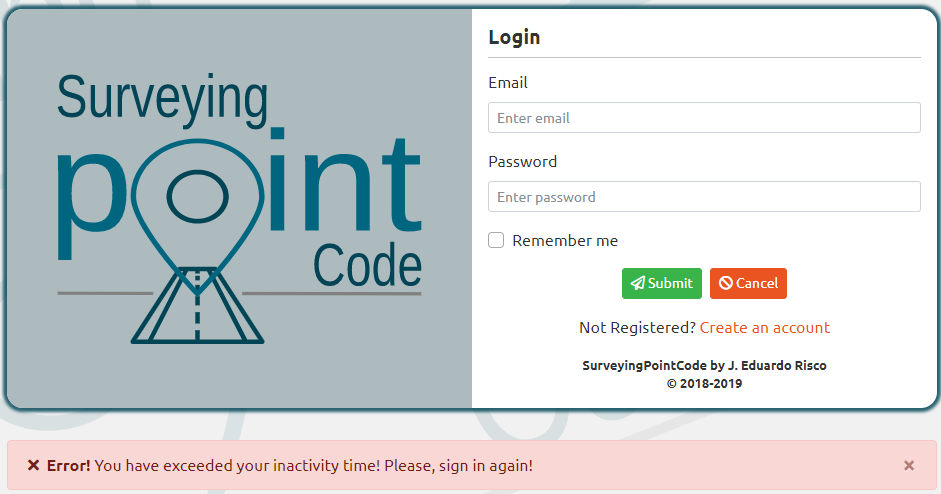 Surveying
point
Code
Login
Email
Enter email
Password
Enter password
Remember me
Submit Cancel
Not Registered? Create an account
SurveyingPointCode by J. Eduardo Risco
© 2018-2019
Error! You have exceeded your inactivity time! Please, sign in again!